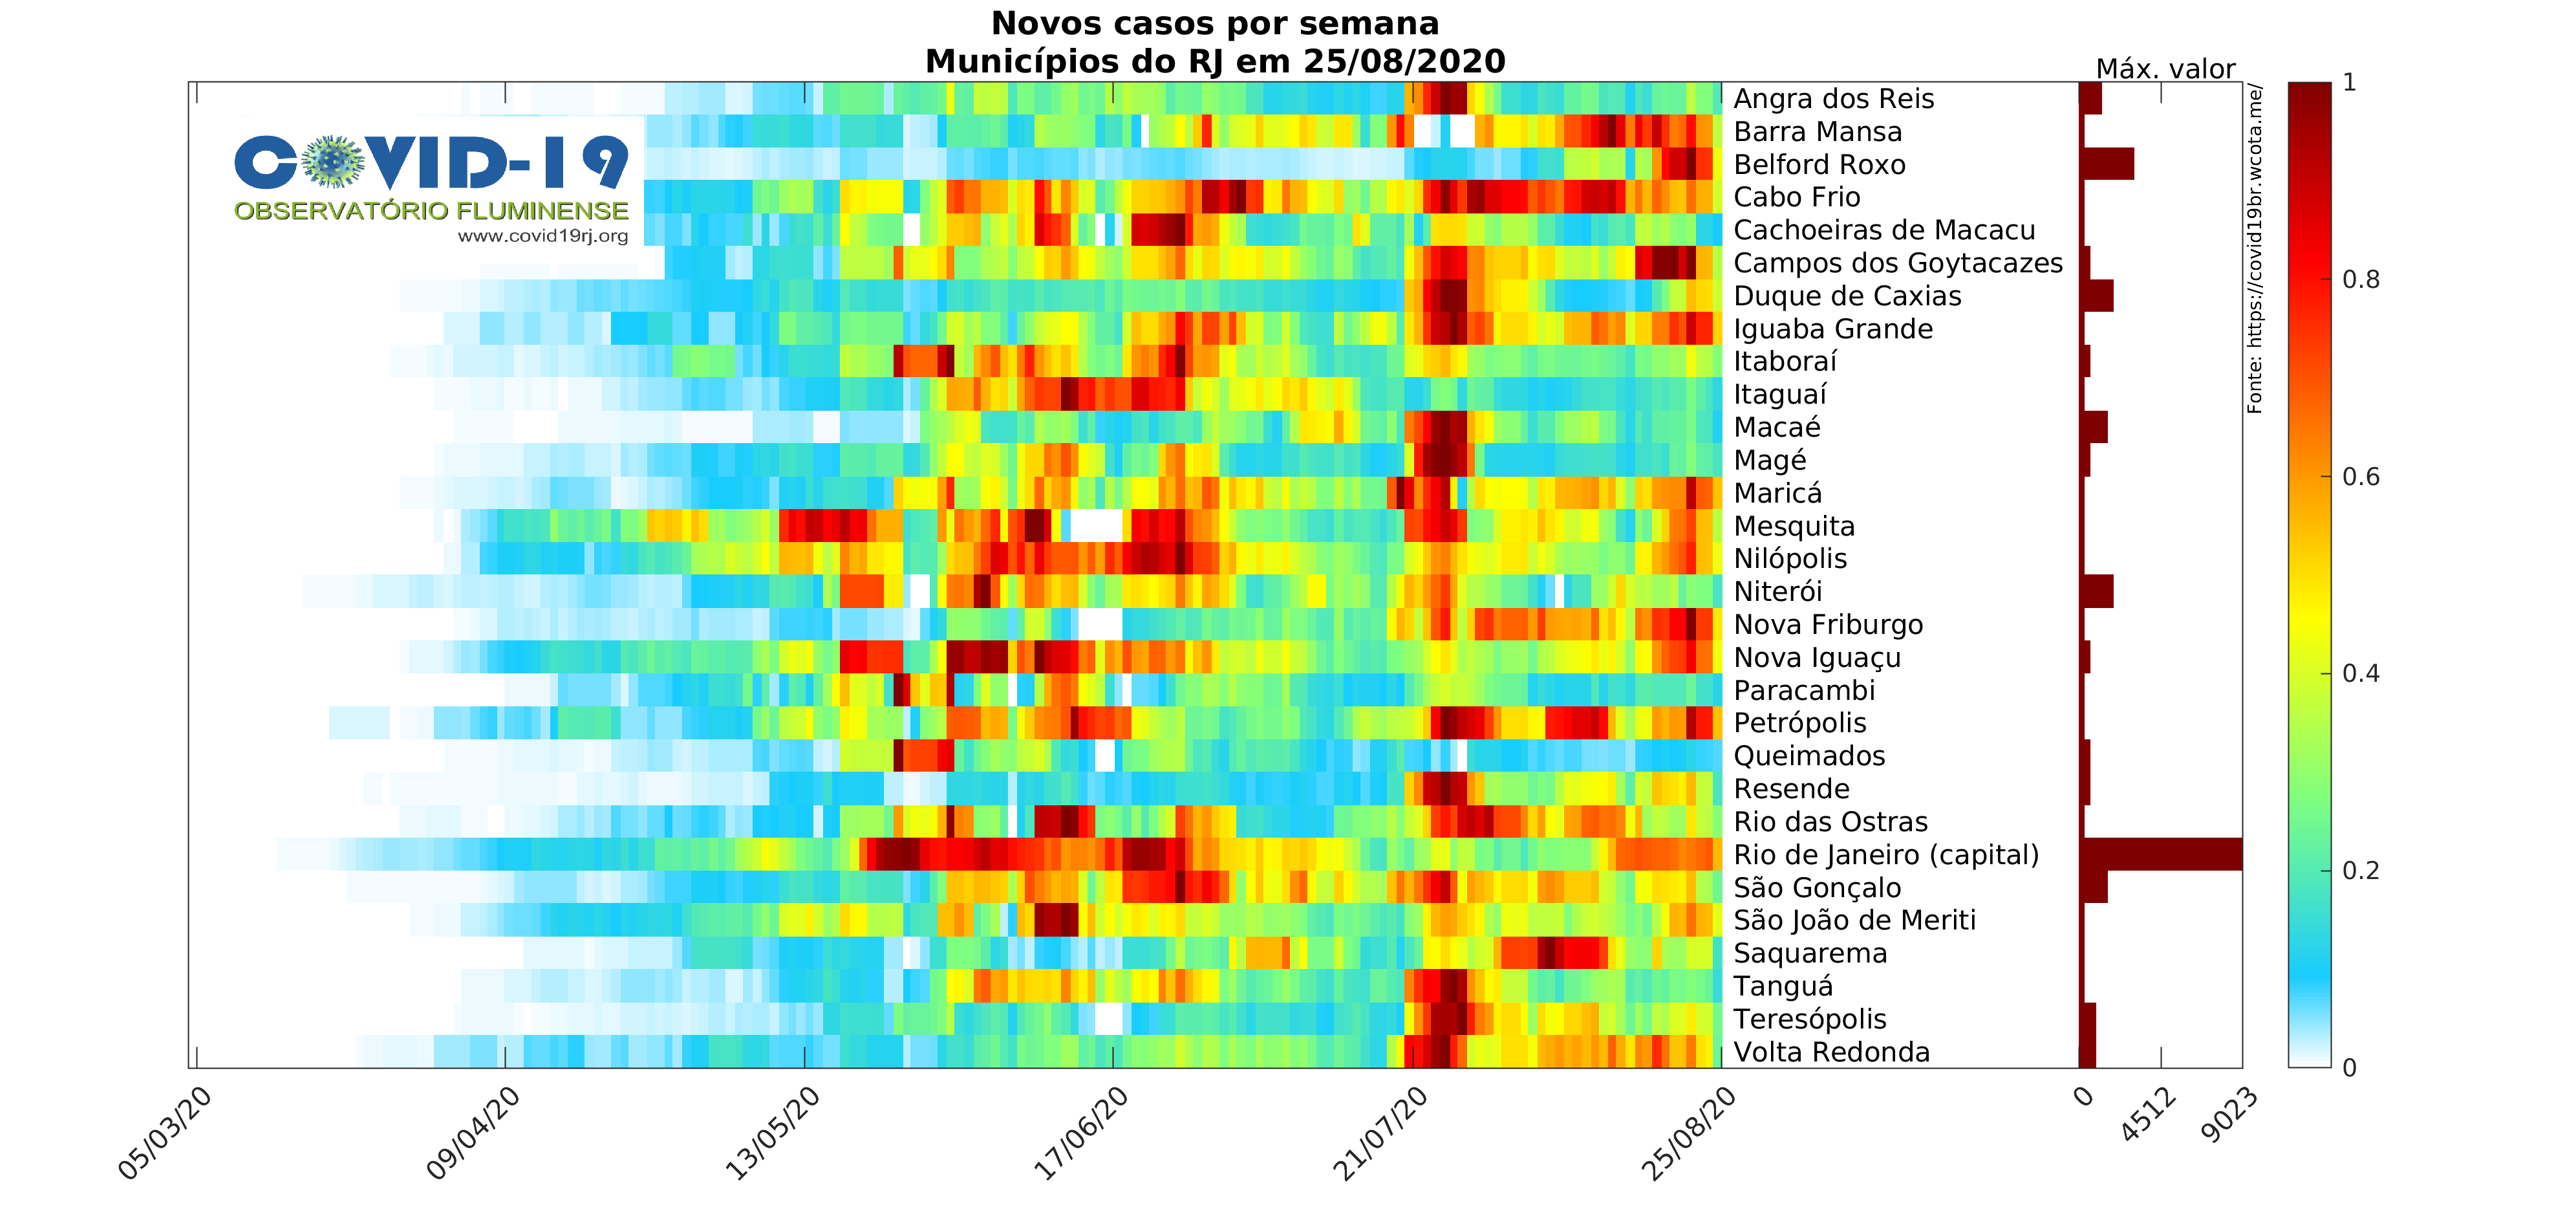 Novos casos por semana
Municípios do RJ em 25/08/2020
Máx. valor
COVID-19
OBSERVATÓRIO FLUMINENSE
www.covid19rj.org
Angra dos Reis
Barra Mansa
Belford Roxo
Cabo Frio
Cachoeiras de Macacu
Campos dos Goytacazes
Duque de Caxias
Iguaba Grande
Itaboraí
Itaguaí
Macaé
Magé
Maricá
Mesquita
Nilópolis
Niterói
Nova Friburgo
Nova Iguaçu
Paracambi
Petrópolis
Queimados
Resende
Rio das Ostras
Rio de Janeiro (capital)
São Gonçalo
São João de Meriti
Saquarema
Tanguá
Teresópolis
Volta Redonda
Fonte: https://covid19br.wcota.me/
1
0.8
0.6
0.4
0.2
0
05/03/20
09/04/20
13/05/20
17/06/20
21/07/20
25/08/20
0
4512
9023